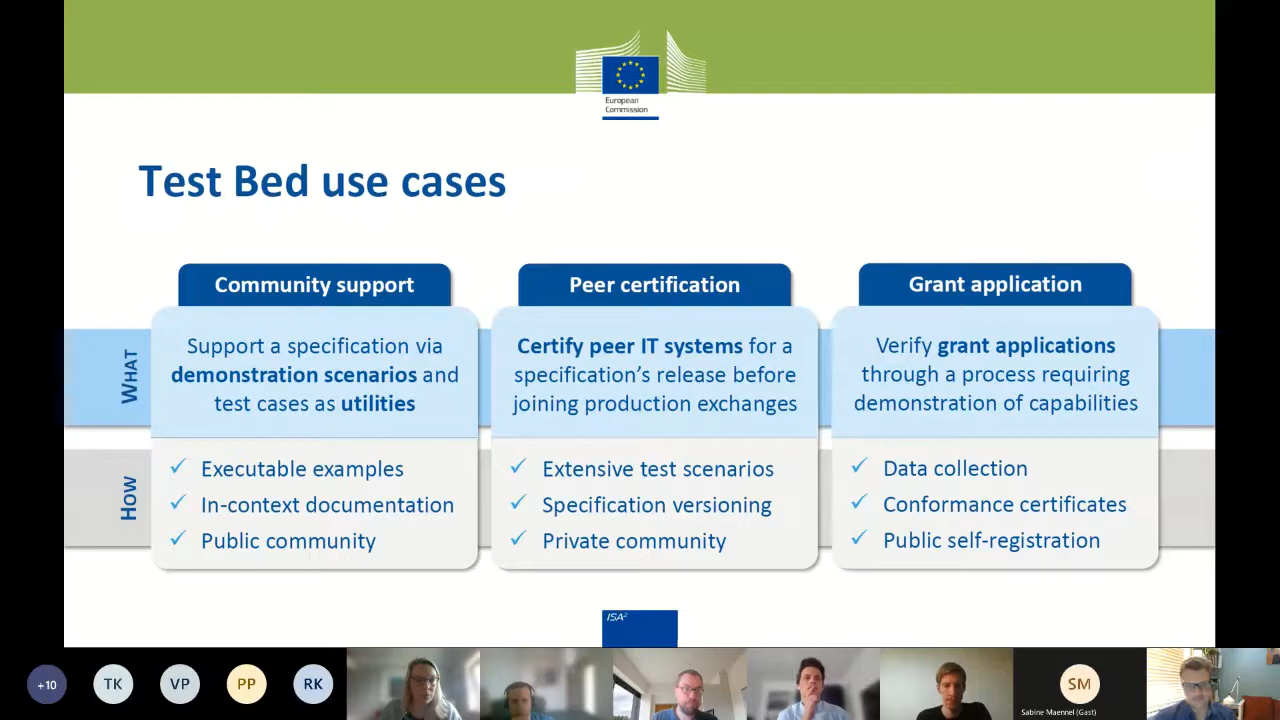 European
Commission
Test Bed use cases
Community support
Peer certification
Grant application
WHAT
Support a specification via
demonstration scenarios and
test cases as utilities
Certify peer IT systems for a
specification's release before
joining production exchanges
Verify grant applications
through a process requiring
demonstration of capabilities
HOW
✓ Executable examples
✓ In-context documentation
✓ Public community
✓ Extensive test scenarios
✓ Specification versioning
✓ Private community
✓ Data collection
✓ Conformance certificates
✓ Public self-registration
ISA²
+10
TK
VP
PP
RK
SM
Sabine Maennel (Gast)